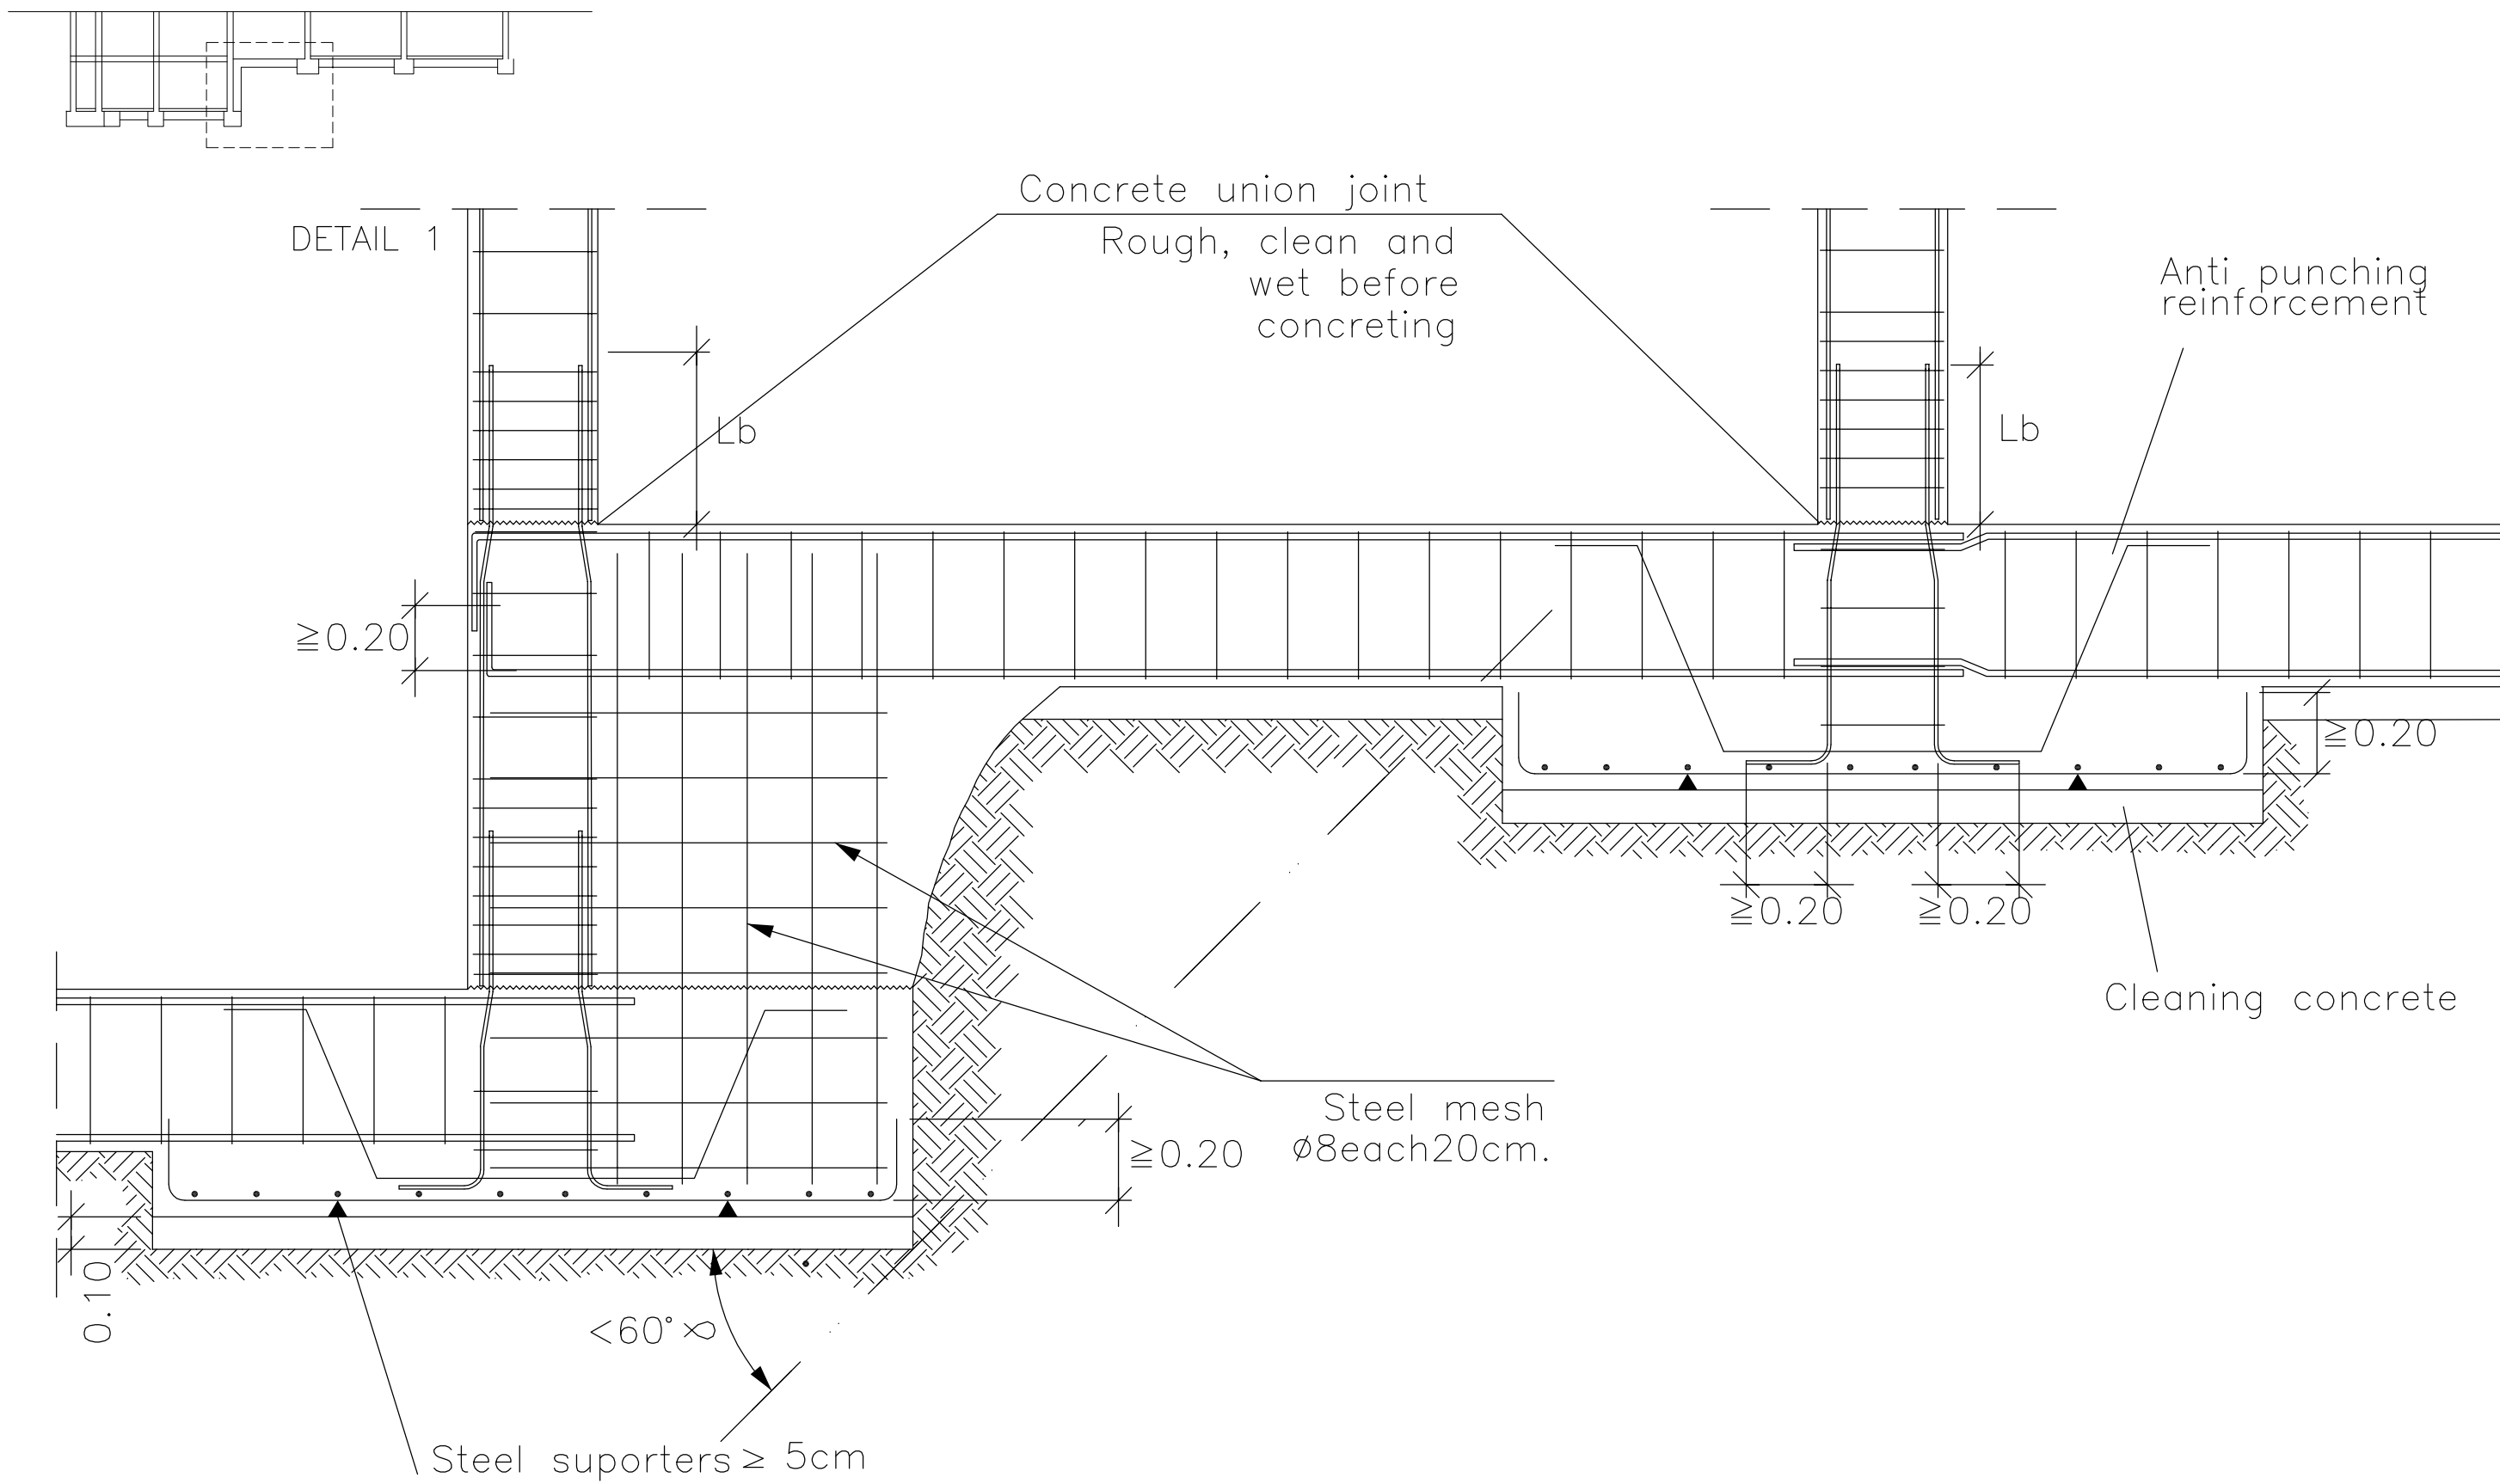 DETAIL 1
Concrete union joint
Rough, clean and
wet before
concreting
Anti punching
reinforcement
Lb
Lb
≧0.20
≧0.20
≧0.20
≧0.20
Cleaning concrete
Steel mesh
ø8each20cm.
≧0.20
0.10
<60°
Steel suporters≥ 5cm